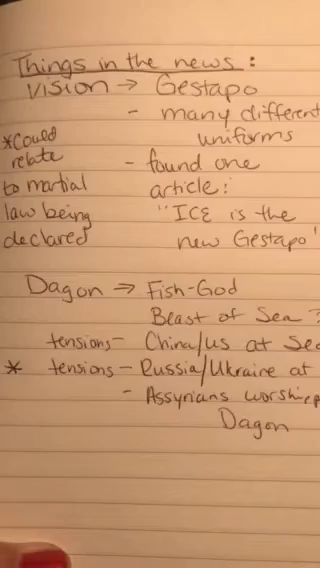 Things in the news:
Vision → Gestapo
- many different
uniforms
*Could
relate
to martial
law being
declared
- found one
article:
"ICE is the
new Gestapo"
Dagon → Fish-God
Beast of Sea?
tensions - China/US at Sea
* tensions - Russia/Ukraine at
- Assyrians worship
Dagon